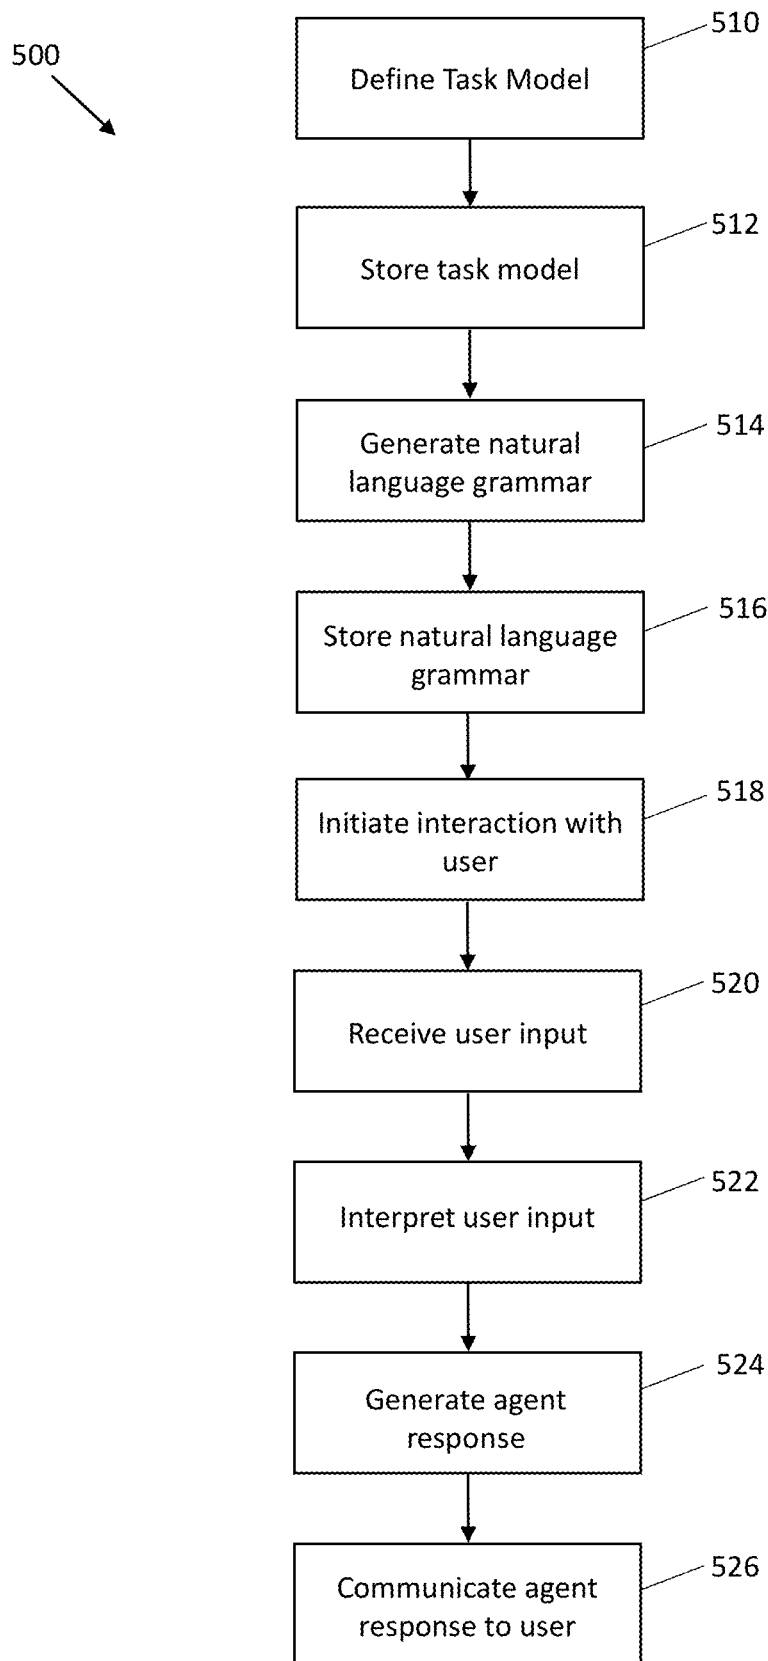 510
500
Define Task Model
512
Store task model
514
Generate natural
language grammar
516
Store natural language
grammar
518
Initiate interaction with
user
520
Receive user input
522
Interpret user input
524
Generate agent
response
526
Communicate agent
response to user